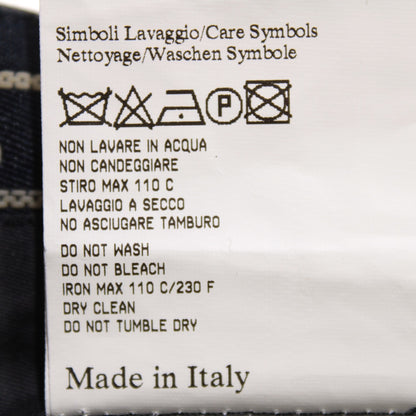 Simboli Lavaggio/Care Symbols
Nettoyage/Waschen Symbole
P
NON LAVARE IN ACQUA
NON CANDEGGIARE
STIRO MAX 110 C
LAVAGGIO A SECCO
NO ASCIUGARE TAMBURO
DO NOT WASH
DO NOT BLEACH
IRON MAX 110 C/230 F
DRY CLEAN
DO NOT TUMBLE DRY
Made in Italy